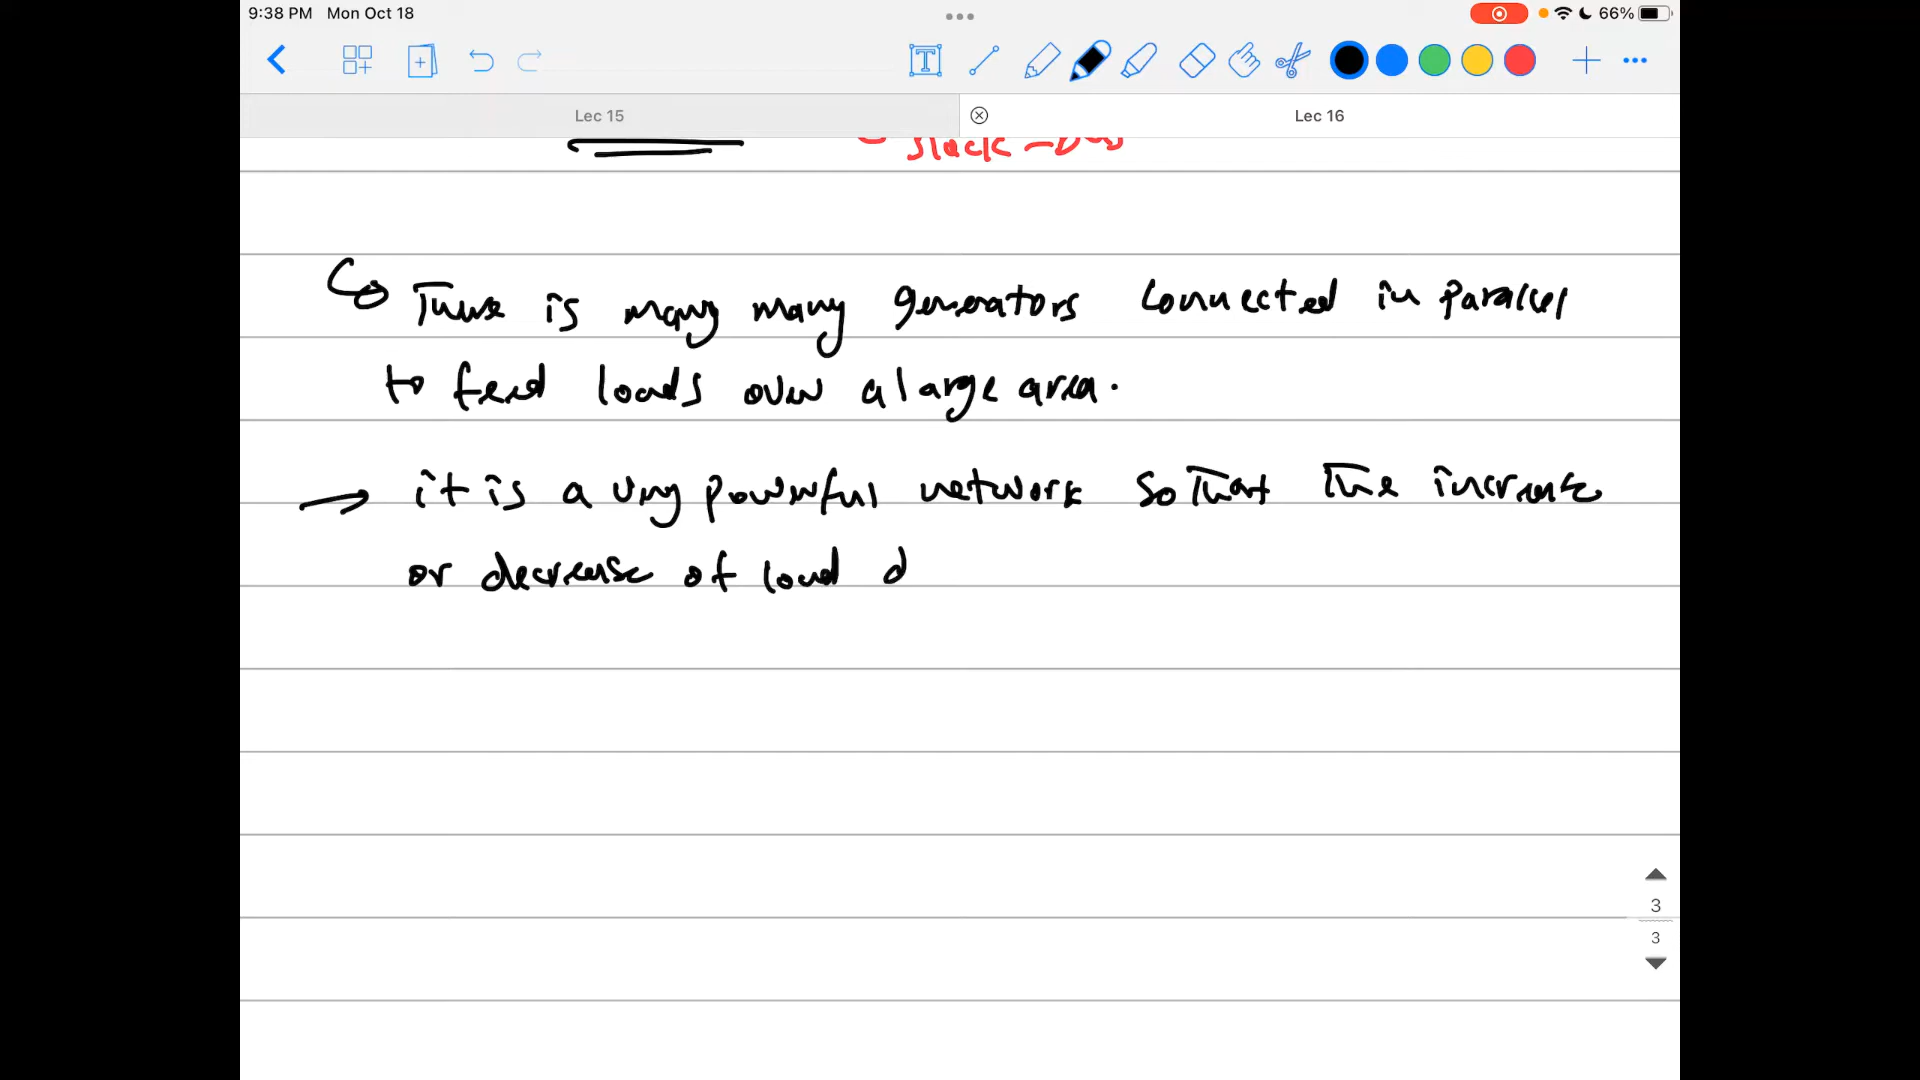 9:38 PM Mon Oct 18
66%
Lec 15
Lec 16
slack-bus
There is many many generators connected in parallel
to feed loads over a large area.
→ it is a very powerful network so that the increase
or decrease of load d
3
3